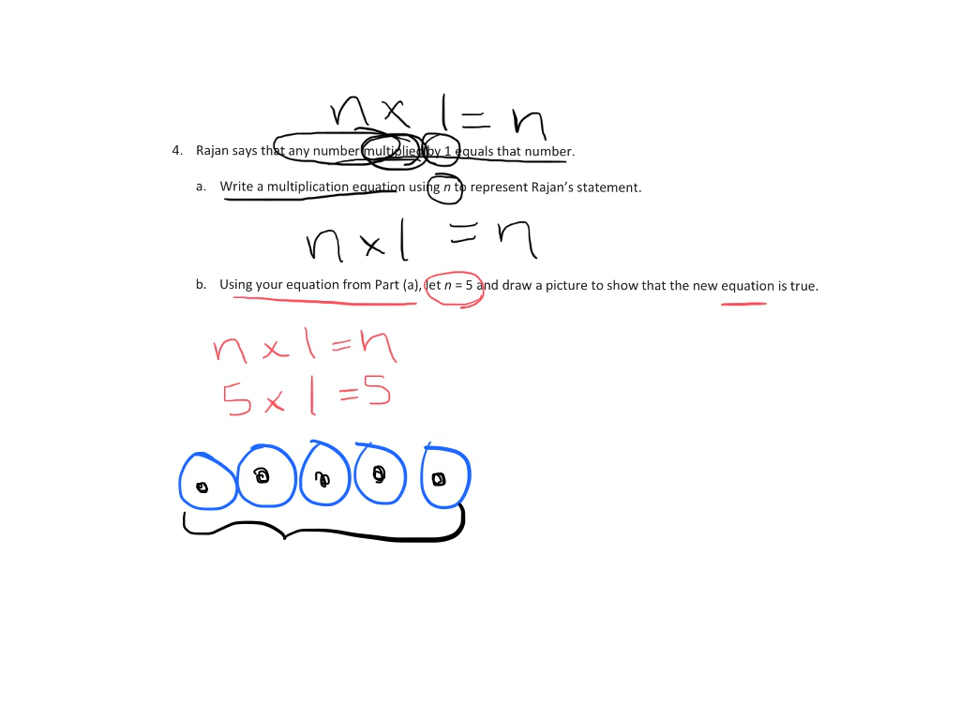 n x 1 = n
4. Rajan says that any number multiplied by 1 equals that number.
a. Write a multiplication equation using n to represent Rajan's statement.
n x 1 = n
b. Using your equation from Part (a), let n = 5 and draw a picture to show that the new equation is true.
n x 1 = n
5 x 1 = 5